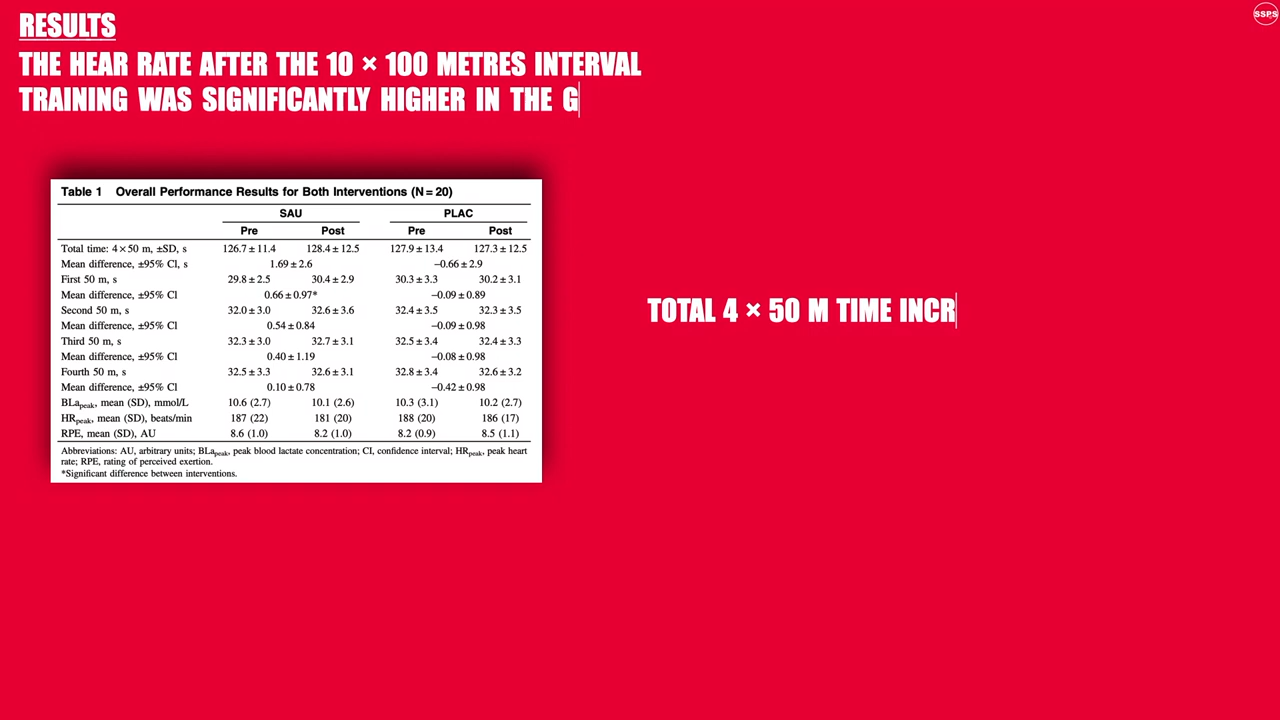 RESULTS
SSPS
THE HEAR RATE AFTER THE 10 × 100 METRES INTERVAL
TRAINING WAS SIGNIFICANTLY HIGHER IN THE G
Table 1 Overall Performance Results for Both Interventions (N = 20)
SAU PLAC
Pre Post Pre Post
Total time: 4 × 50 m, ±SD, s 126.7 ± 11.4 128.4 ± 12.5 127.9 ± 13.4 127.3 ± 12.5
Mean difference, ±95% CI, s 1.69 ± 2.6 −0.66 ± 2.9
First 50 m, s 29.8 ± 2.5 30.4 ± 2.9 30.3 ± 3.3 30.2 ± 3.1
Mean difference, ±95% CI 0.66 ± 0.97* −0.09 ± 0.89
Second 50 m, s 32.0 ± 3.0 32.6 ± 3.6 32.4 ± 3.5 32.3 ± 3.5
Mean difference, ±95% CI 0.54 ± 0.84 −0.09 ± 0.98
Third 50 m, s 32.3 ± 3.0 32.7 ± 3.1 32.5 ± 3.4 32.4 ± 3.3
Mean difference, ±95% CI 0.40 ± 1.19 −0.08 ± 0.98
Fourth 50 m, s 32.5 ± 3.3 32.6 ± 3.1 32.8 ± 3.4 32.6 ± 3.2
Mean difference, ±95% CI 0.10 ± 0.78 −0.42 ± 0.98
BLapeak, mean (SD), mmol/L 10.6 (2.7) 10.1 (2.6) 10.3 (3.1) 10.2 (2.7)
HRpeak, mean (SD), beats/min 187 (22) 181 (20) 188 (20) 186 (17)
RPE, mean (SD), AU 8.6 (1.0) 8.2 (1.0) 8.2 (0.9) 8.5 (1.1)
Abbreviations: AU, arbitrary units; BLapeak, peak blood lactate concentration; CI, confidence interval; HRpeak, peak heart
rate; RPE, rating of perceived exertion.
*Significant difference between interventions.
TOTAL 4 × 50 M TIME INCR